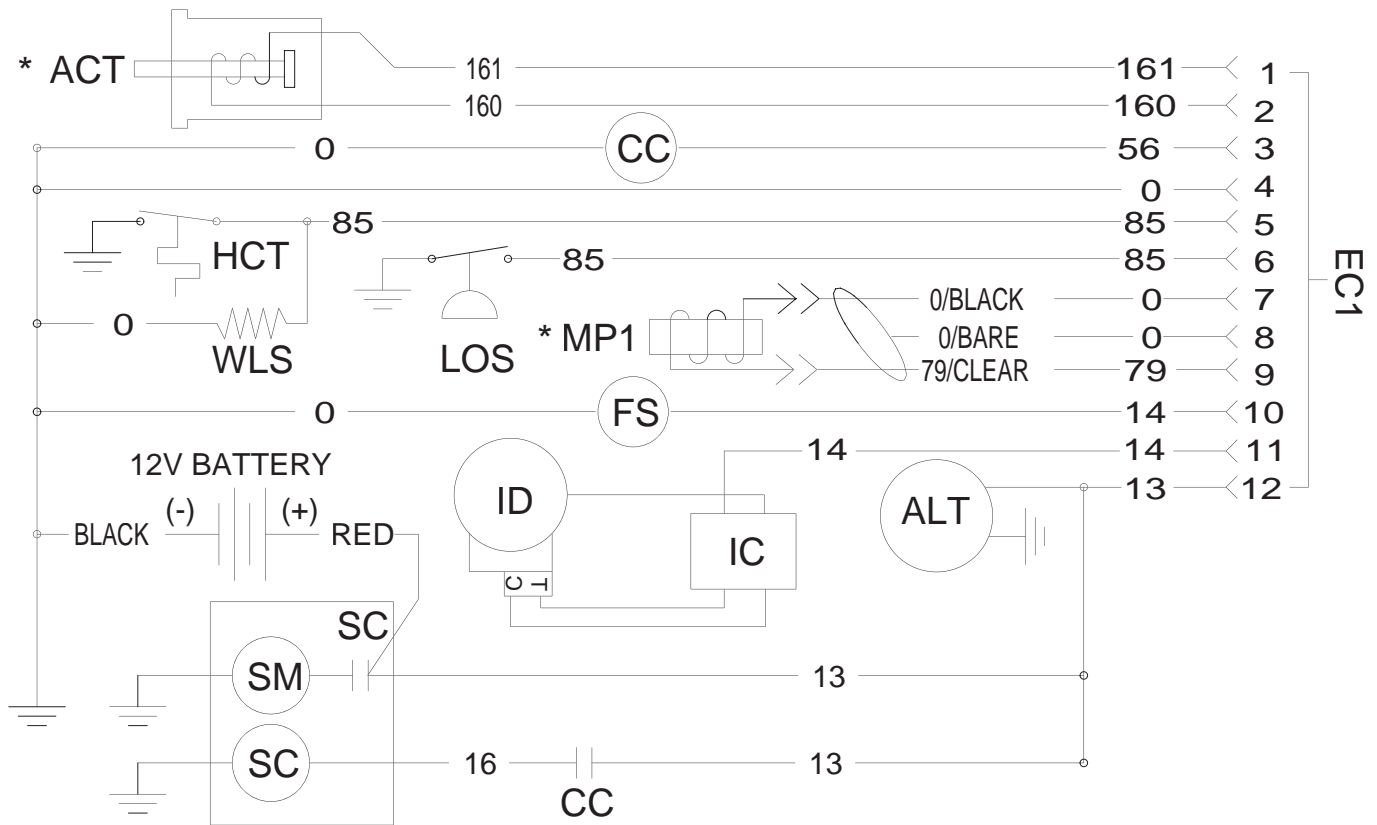 * ACT 161 161 1
160 160 2
0 CC 56 3
0 4
85 85 5
HCT
85 85 6
EC1
0/BLACK 0 7
0 * MP1 0/BARE 0 8
WLS LOS
79/CLEAR 79 9
0 FS 14 10
14 14 11
12V BATTERY
13 12
(-) (+) ID ALT
BLACK RED IC
C T
SC
SM 13
SC 16 13
CC